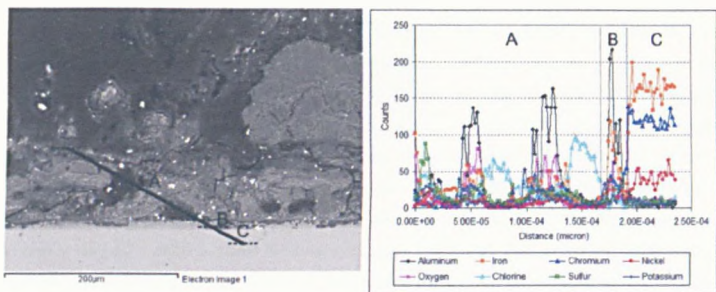 A
B
C
200µm
Electron image 1
A
B
C
250
200
150
100
50
0
Counts
0.00E+00
5.00E-05
1.00E-04
1.50E-04
2.00E-04
2.50E-04
Distance (micron)
Aluminum
Iron
Chromium
Nickel
Oxygen
Chlorine
Sulfur
Potassium